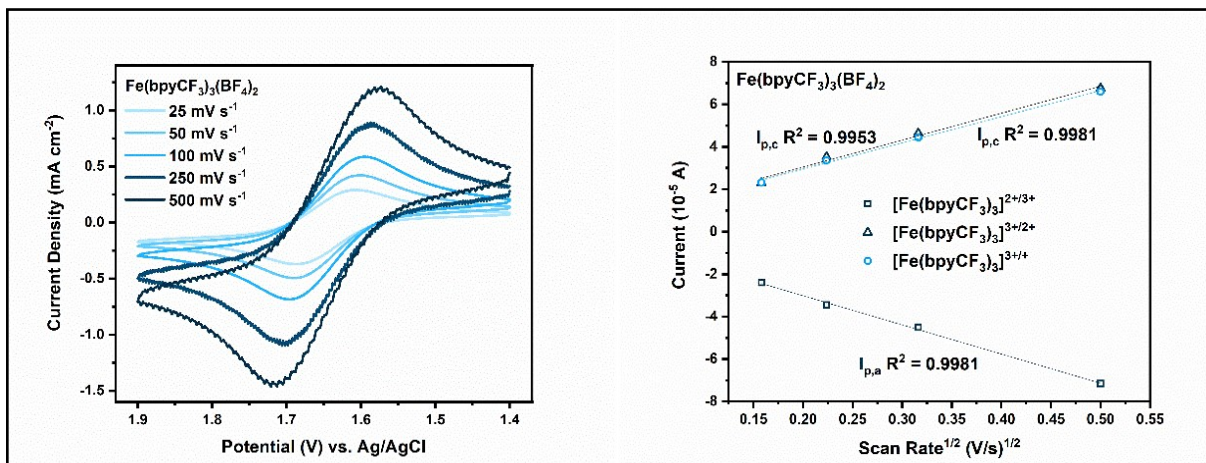 Fe(bpyCF₃)₃(BF₄)₂
25 mV s⁻¹
50 mV s⁻¹
100 mV s⁻¹
250 mV s⁻¹
500 mV s⁻¹
Current Density (mA cm⁻²)
1.0
0.5
0.0
-0.5
-1.0
-1.5
1.9
1.8
1.7
1.6
1.5
1.4
Potential (V) vs. Ag/AgCl
Fe(bpyCF₃)₃(BF₄)₂
I_p,c R² = 0.9953
I_p,c R² = 0.9981
[Fe(bpyCF₃)₃]²⁺/³⁺
[Fe(bpyCF₃)₃]³⁺/²⁺
[Fe(bpyCF₃)₃]³⁺/⁺
I_p,a R² = 0.9981
Current (10⁻⁵ A)
8
6
4
2
0
-2
-4
-6
-8
0.15
0.20
0.25
0.30
0.35
0.40
0.45
0.50
0.55
Scan Rate¹/² (V/s)¹/²